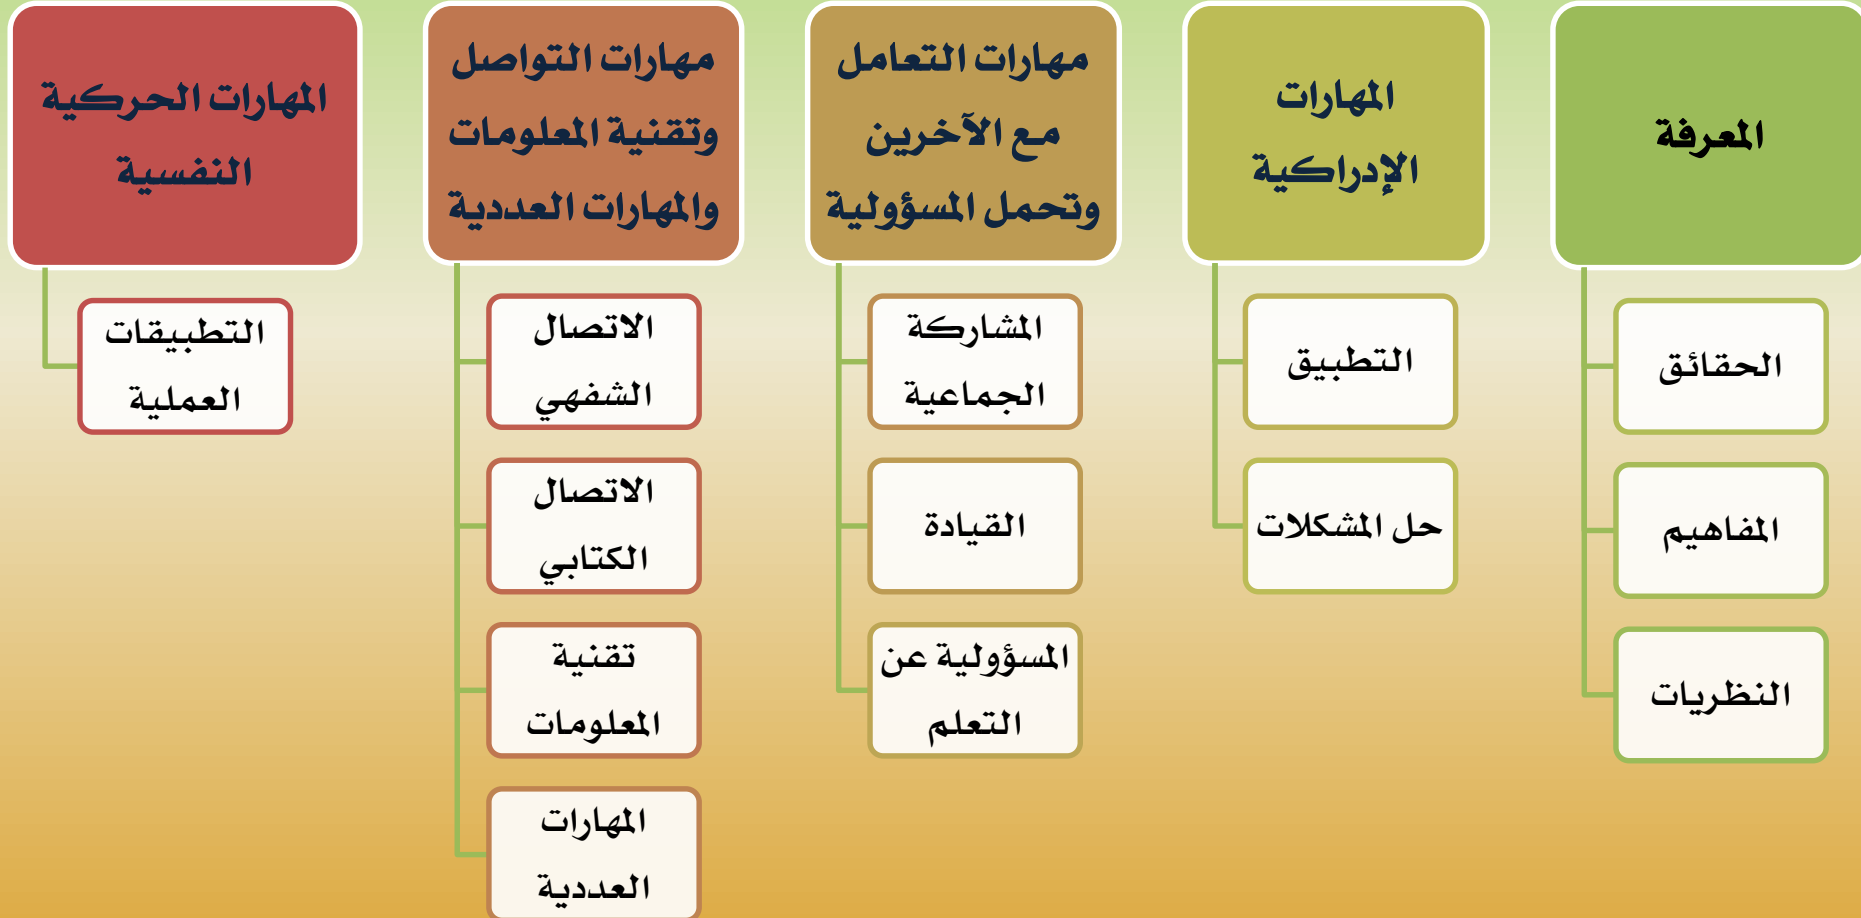 المعرفة
الحقائق
المفاهيم
النظريات
المهارات
الإدراكية
التطبيق
حل المشكلات
مهارات التعامل
مع الآخرين
وتحمل المسؤولية
المشاركة
الجماعية
القيادة
المسؤولية عن
التعلم
مهارات التواصل
وتقنية المعلومات
والمهارات العددية
الاتصال
الشفهي
الاتصال
الكتابي
تقنية
المعلومات
المهارات
العددية
المهارات الحركية
النفسية
التطبيقات
العملية